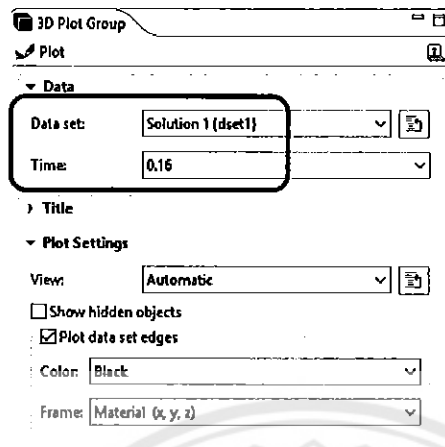 3D Plot Group
Plot
Data
Data set: Solution 1 {dset1}
Time: 0.16
Title
Plot Settings
View: Automatic
Show hidden objects
Plot data set edges
Color: Black
Frame: Material (x, y, z)